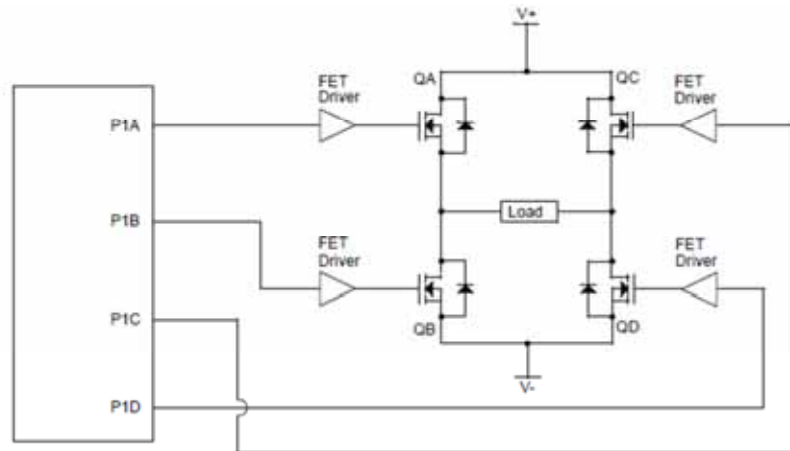 V+
FET
Driver
QA
QC
FET
Driver
P1A
P1B
Load
FET
Driver
FET
Driver
P1C
QB
QD
V-
P1D